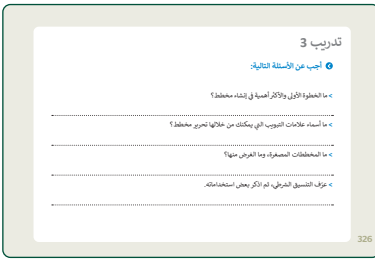 تدريب 3
أجب عن الأسئلة التالية:
> ما الخطوة الأولى والأكثر أهمية في إنشاء مخطط؟
> ما أسماء علامات التبويب التي يمكنك من خلالها تحرير مخطط؟
> ما المخططات المصغرة، وما الغرض منها؟
> عرّف التنسيق الشرطي، ثم اذكر بعض استخداماته.
326